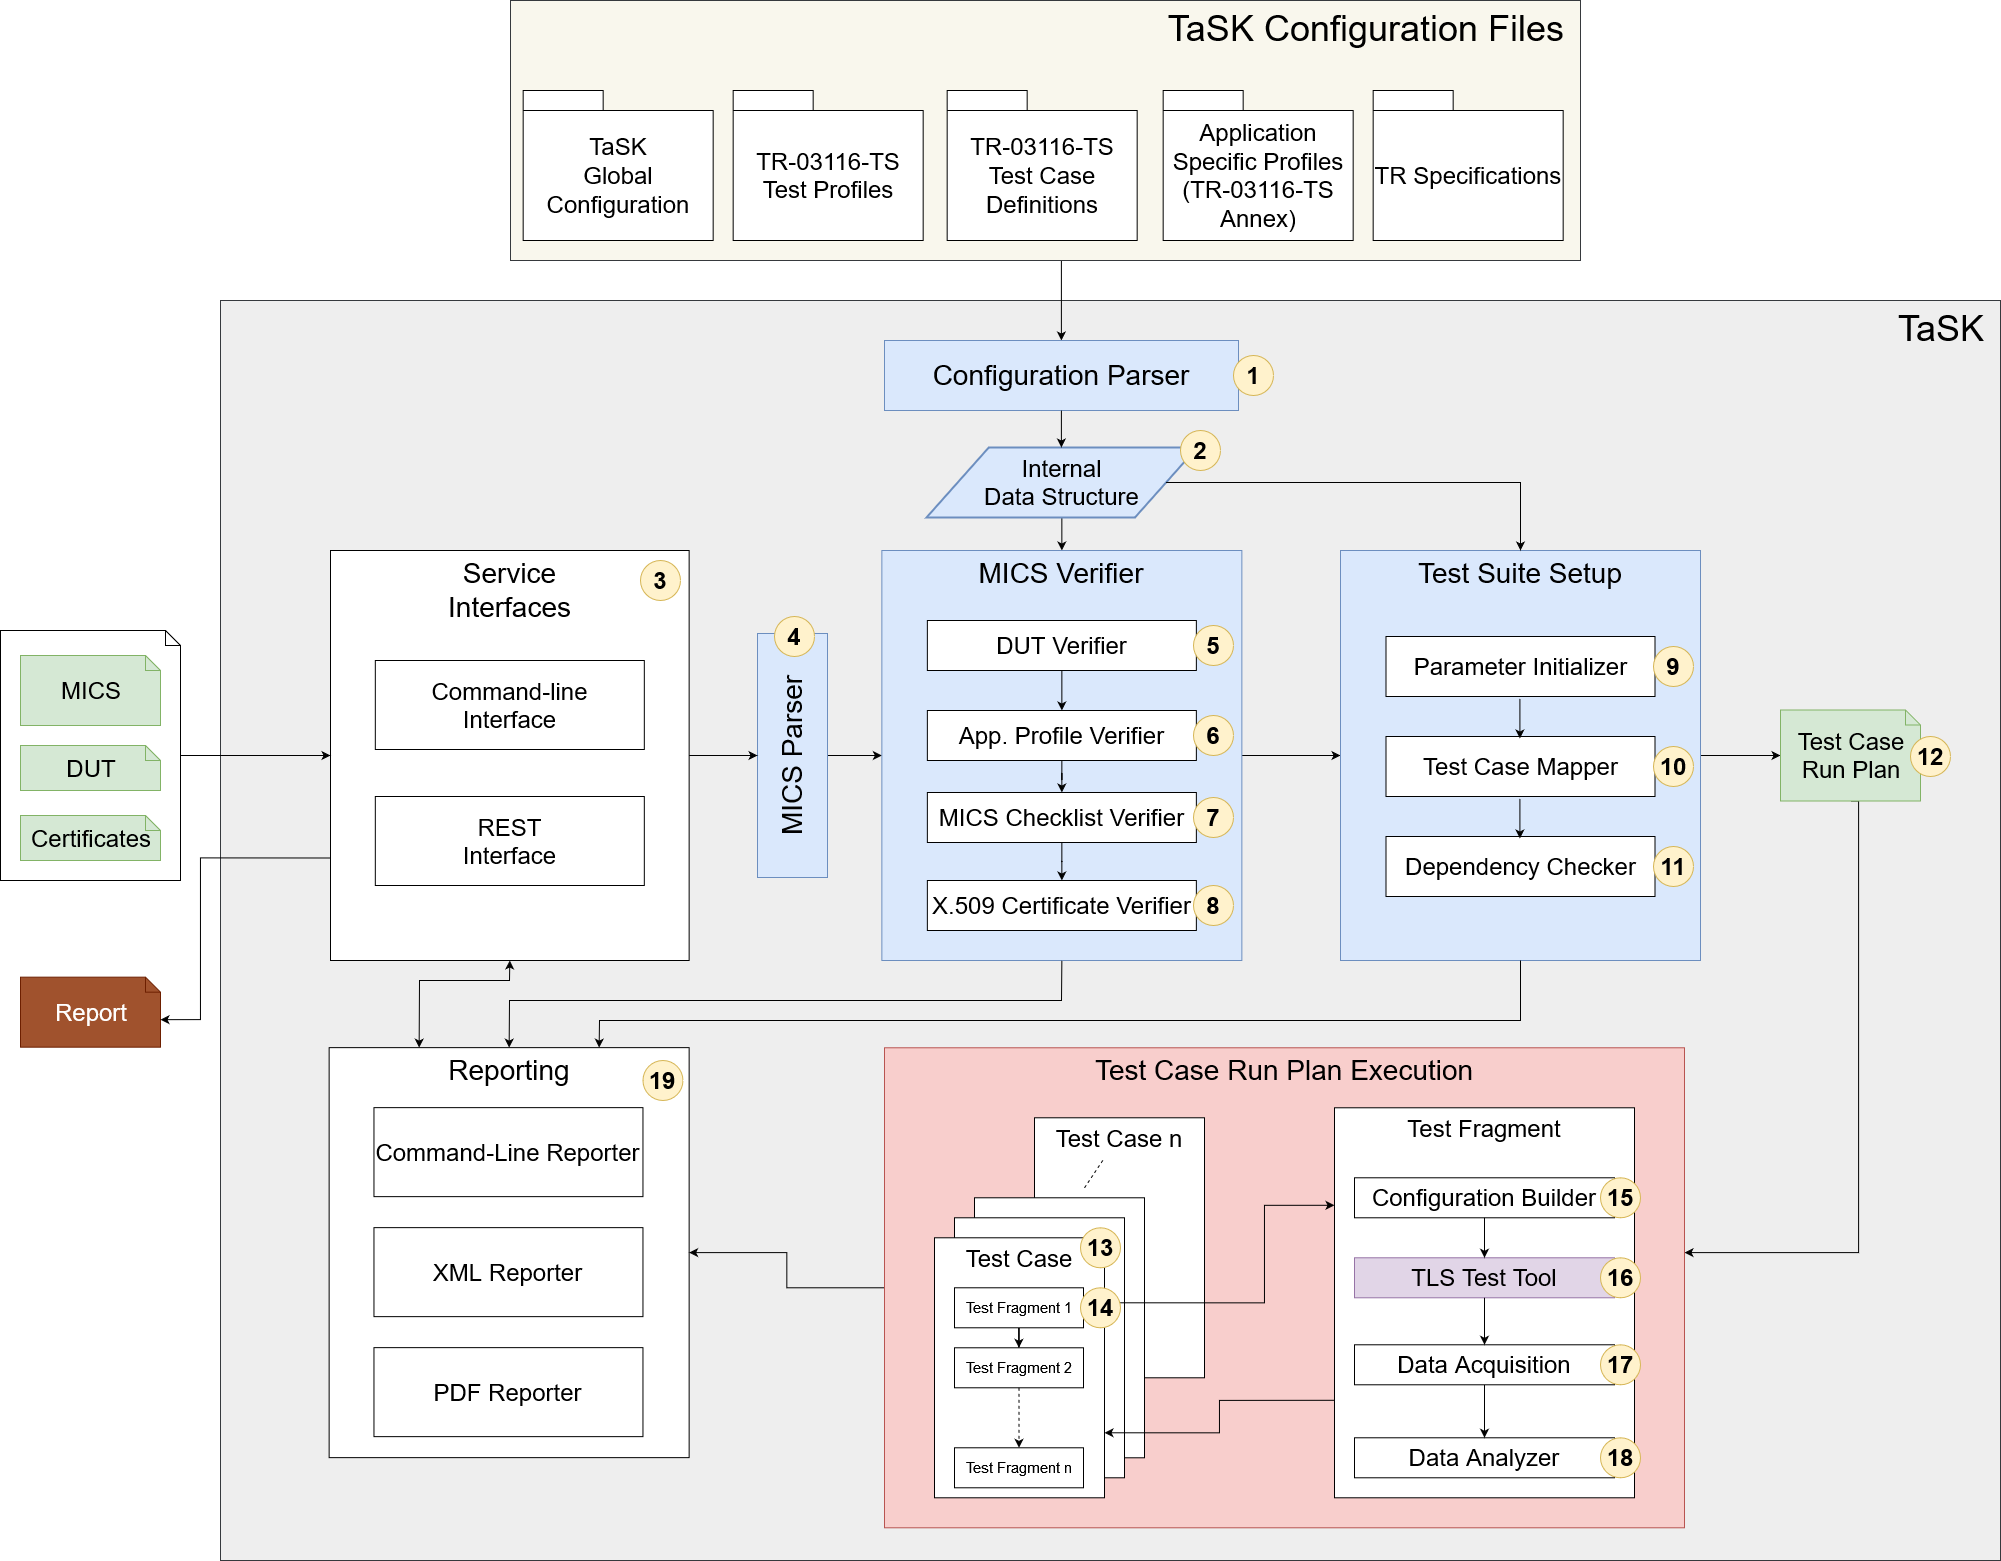 TaSK Configuration Files
TaSK
Global
Configuration
TR-03116-TS
Test Profiles
TR-03116-TS
Test Case
Definitions
Application
Specific Profiles
(TR-03116-TS
Annex)
TR Specifications
TaSK
Configuration Parser
1
Internal
Data Structure
2
MICS
DUT
Certificates
Report
Service
Interfaces
3
Command-line
Interface
REST
Interface
MICS Parser
4
MICS Verifier
DUT Verifier
5
App. Profile Verifier
6
MICS Checklist Verifier
7
X.509 Certificate Verifier
8
Test Suite Setup
Parameter Initializer
9
Test Case Mapper
10
Dependency Checker
11
Test Case
Run Plan
12
Reporting
19
Command-Line Reporter
XML Reporter
PDF Reporter
Test Case Run Plan Execution
Test Case n
Test Case
13
Test Fragment 1
14
Test Fragment 2
Test Fragment n
Test Fragment
Configuration Builder
15
TLS Test Tool
16
Data Acquisition
17
Data Analyzer
18